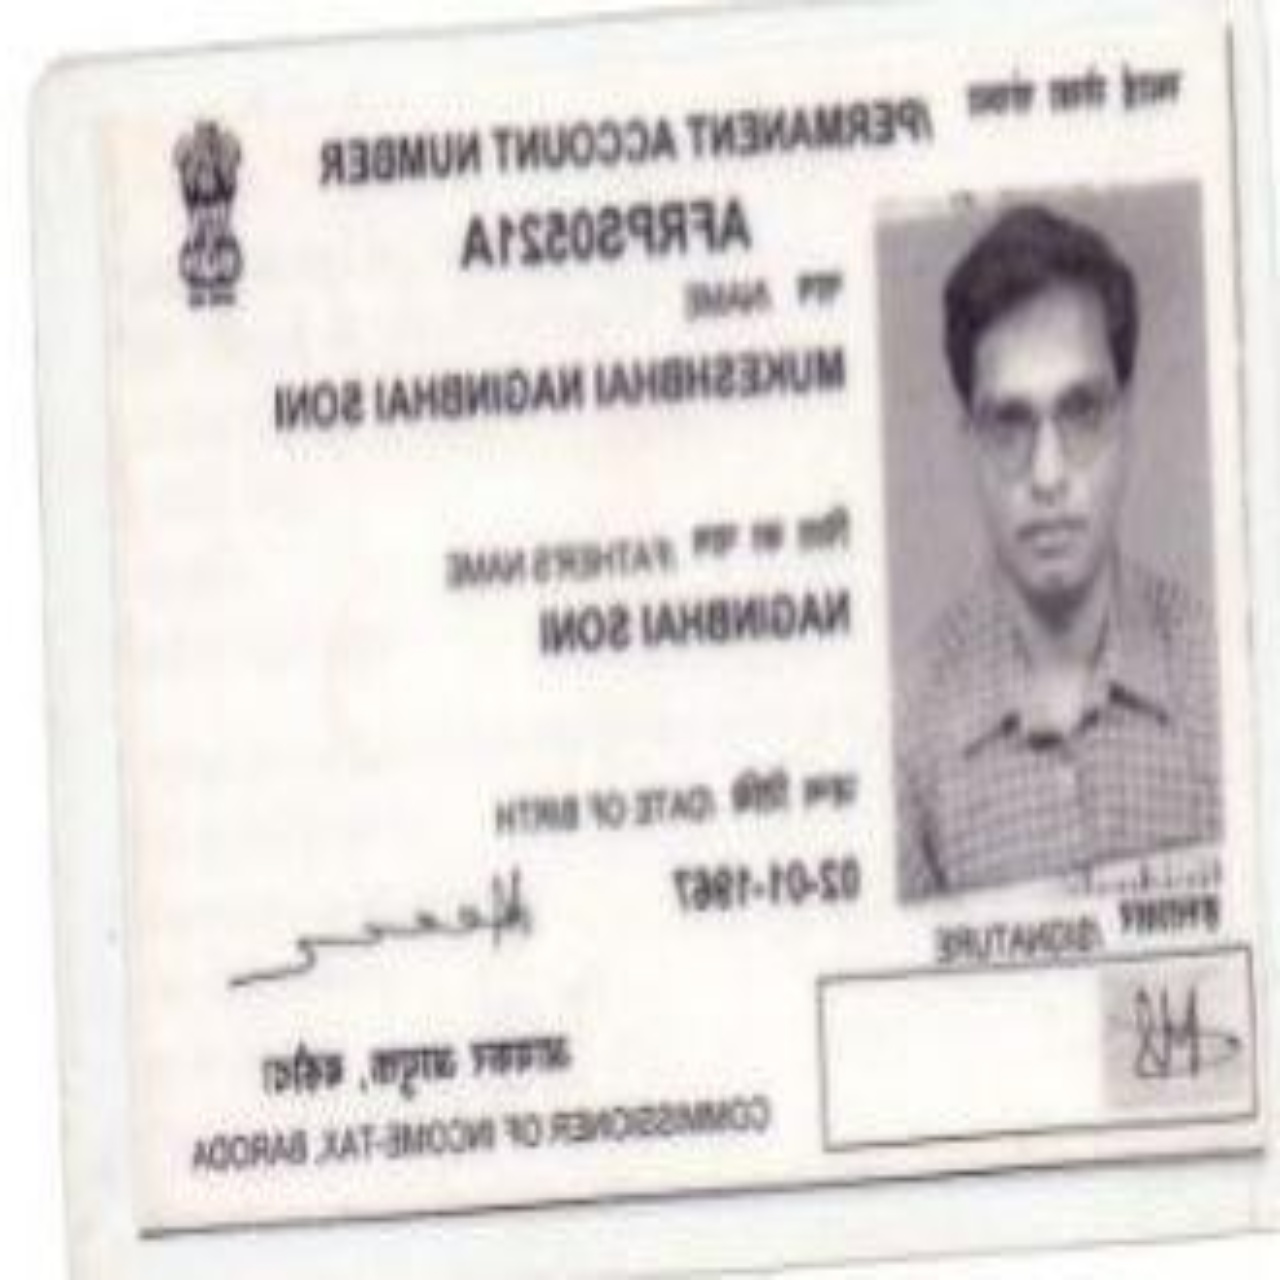 स्थाई लेखा संख्या /PERMANENT ACCOUNT NUMBER
AFRPS0521A
नाम /NAME
MUKESHBHAI NAGINBHAI SONI
पिता का नाम /FATHER'S NAME
NAGINBHAI SONI
जन्म तिथि /DATE OF BIRTH
02-01-1967
हस्ताक्षर /SIGNATURE
आयकर आयुक्त, बड़ौदा
COMMISSIONER OF INCOME-TAX, BARODA